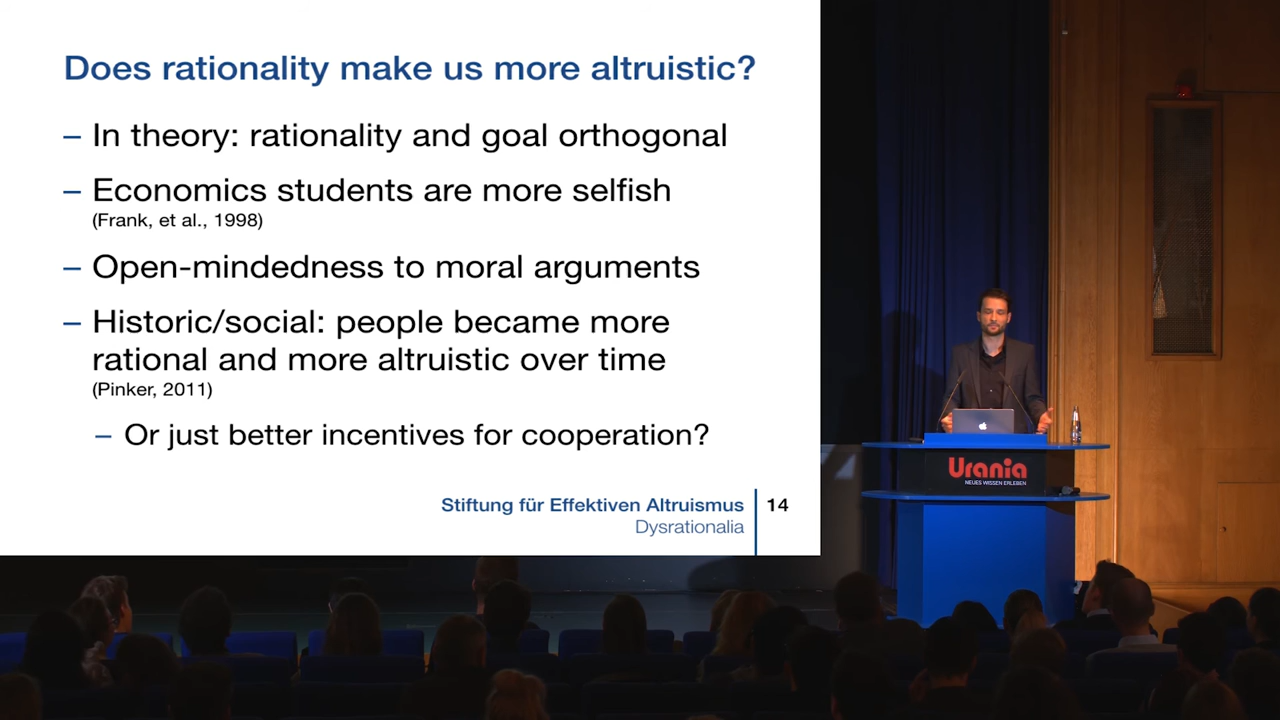 Does rationality make us more altruistic?
– In theory: rationality and goal orthogonal
– Economics students are more selfish
(Frank, et al., 1998)
– Open-mindedness to moral arguments
– Historic/social: people became more
rational and more altruistic over time
(Pinker, 2011)
– Or just better incentives for cooperation?
Stiftung für Effektiven Altruismus
14
Dysrationalia
Urania
NEUES WISSEN ERLEBEN